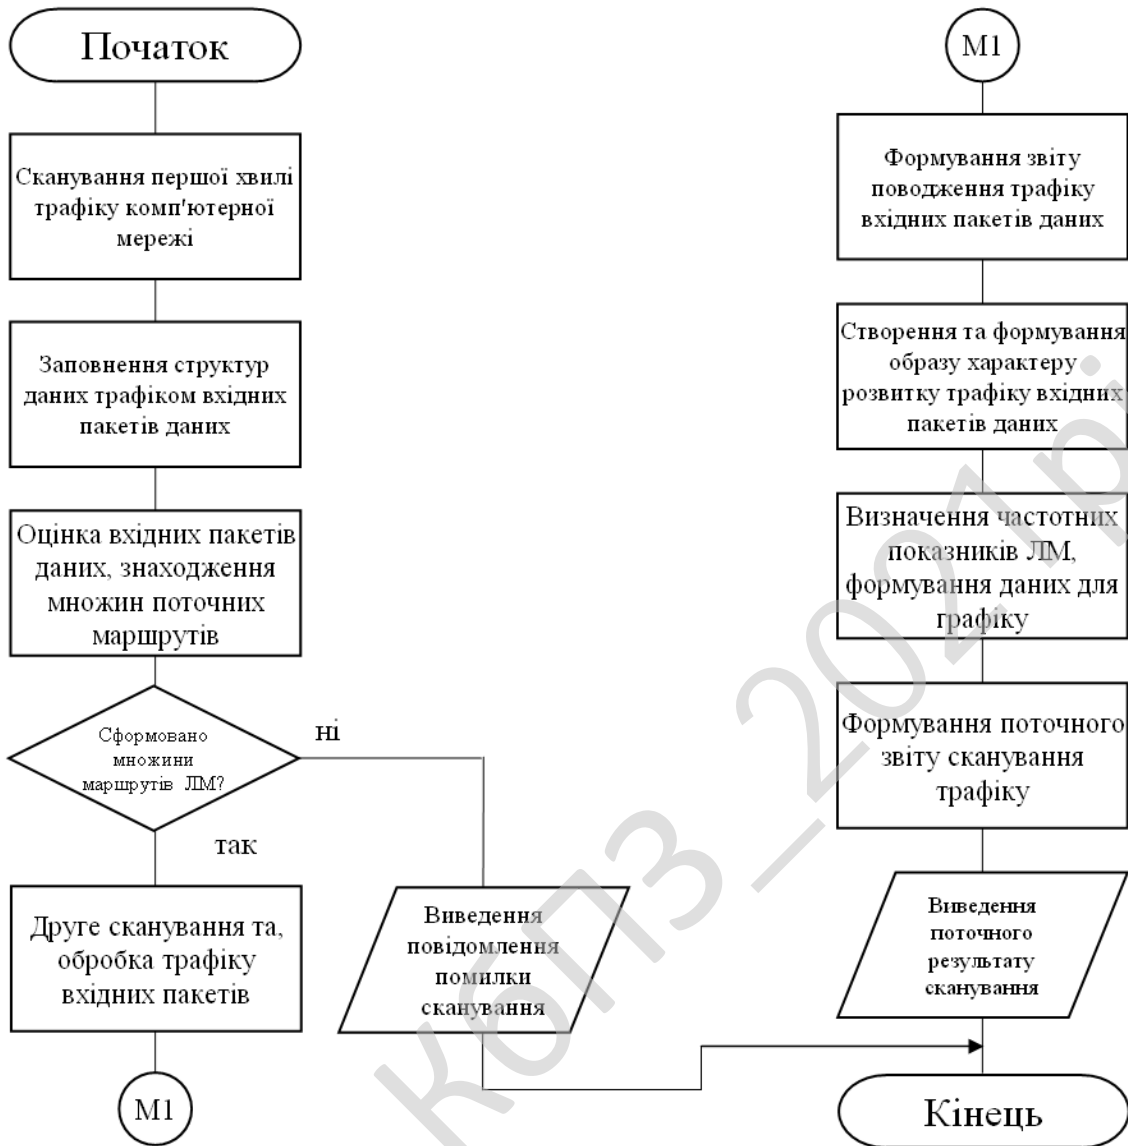 Початок
Сканування першої хвилі
трафіку комп'ютерної
мережі
Заповнення структур
даних трафіком вхідних
пакетів даних
Оцінка вхідних пакетів
даних, знаходження
множин поточних
маршрутів
Сформовано
множини
маршрутів ЛМ?
ні
так
Друге сканування та,
обробка трафіку
вхідних пакетів
М1
Виведення
повідомлення
помилки
сканування
М1
Формування звіту
поводження трафіку
вхідних пакетів даних
Створення та формування
образу характеру
розвитку трафіку вхідних
пакетів даних
Визначення частотних
показників ЛМ,
формування даних для
графіку
Формування поточного
звіту сканування
трафіку
Виведення
поточного
результату
сканування
Кінець
КбПЗ_2021рі